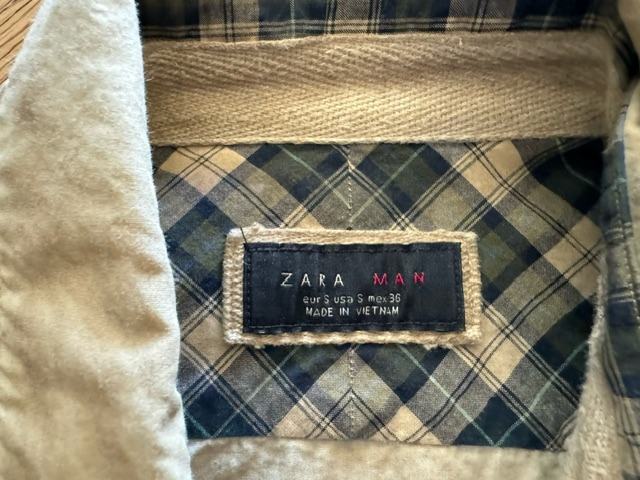 ZARA MAN
eur S usa S mex 36
MADE IN VIETNAM